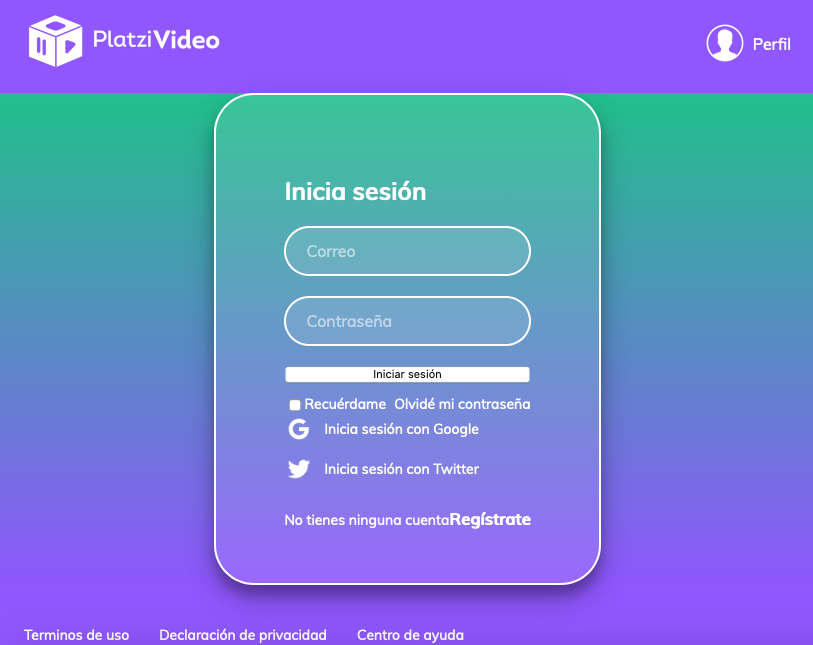 PlatziVideo
Perfil
Inicia sesión
Correo
Contraseña
Iniciar sesión
Recuérdame Olvidé mi contraseña
Inicia sesión con Google
Inicia sesión con Twitter
No tienes ninguna cuentaRegístrate
Terminos de uso Declaración de privacidad Centro de ayuda